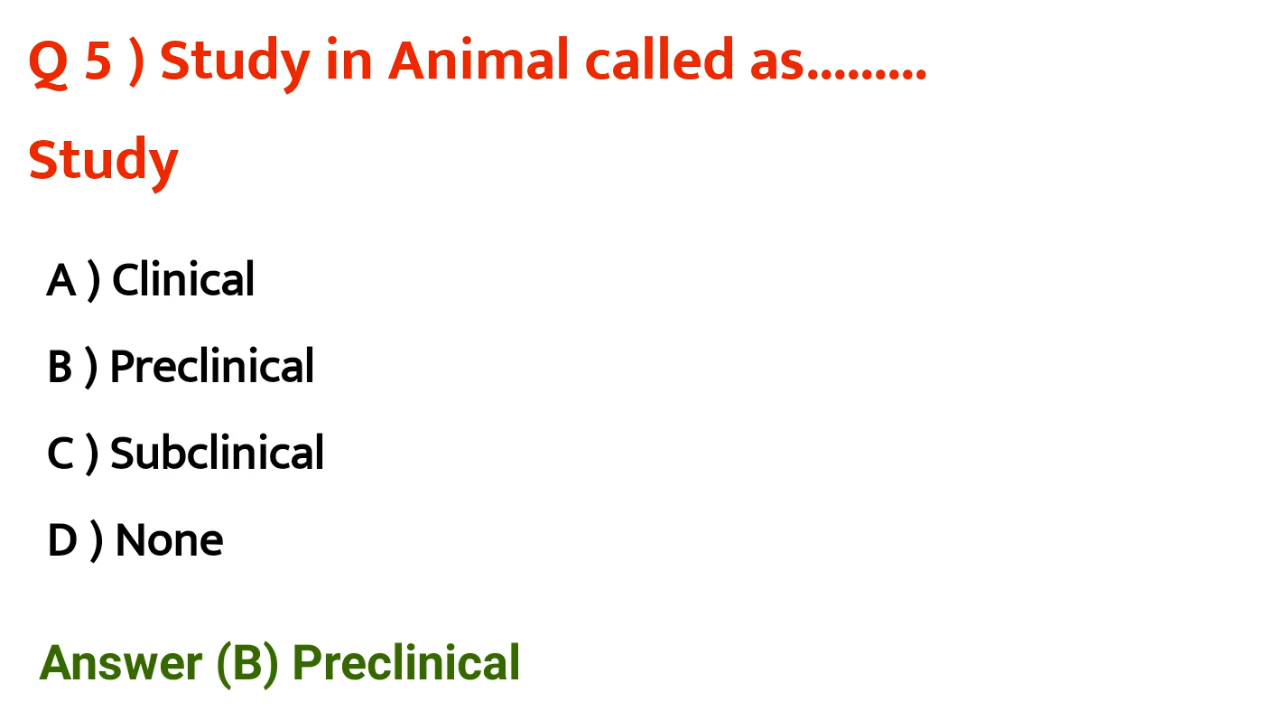 Q 5 ) Study in Animal called as.........
Study
A ) Clinical
B ) Preclinical
C ) Subclinical
D ) None
Answer (B) Preclinical